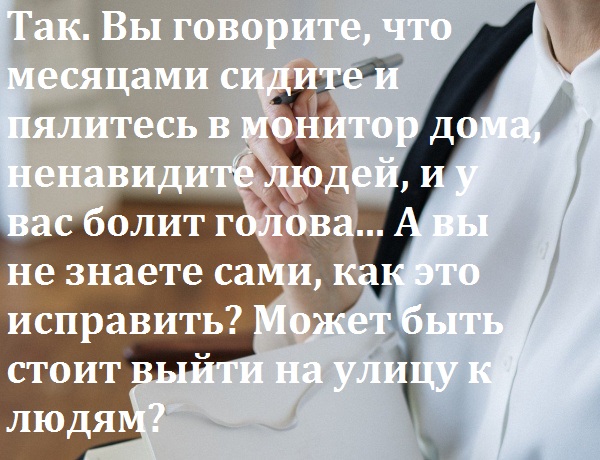 Так. Вы говорите, что
месяцами сидите и
пялитесь в монитор дома,
ненавидите людей, и у
вас болит голова... А вы
не знаете сами, как это
исправить? Может быть
стоит выйти на улицу к
людям?